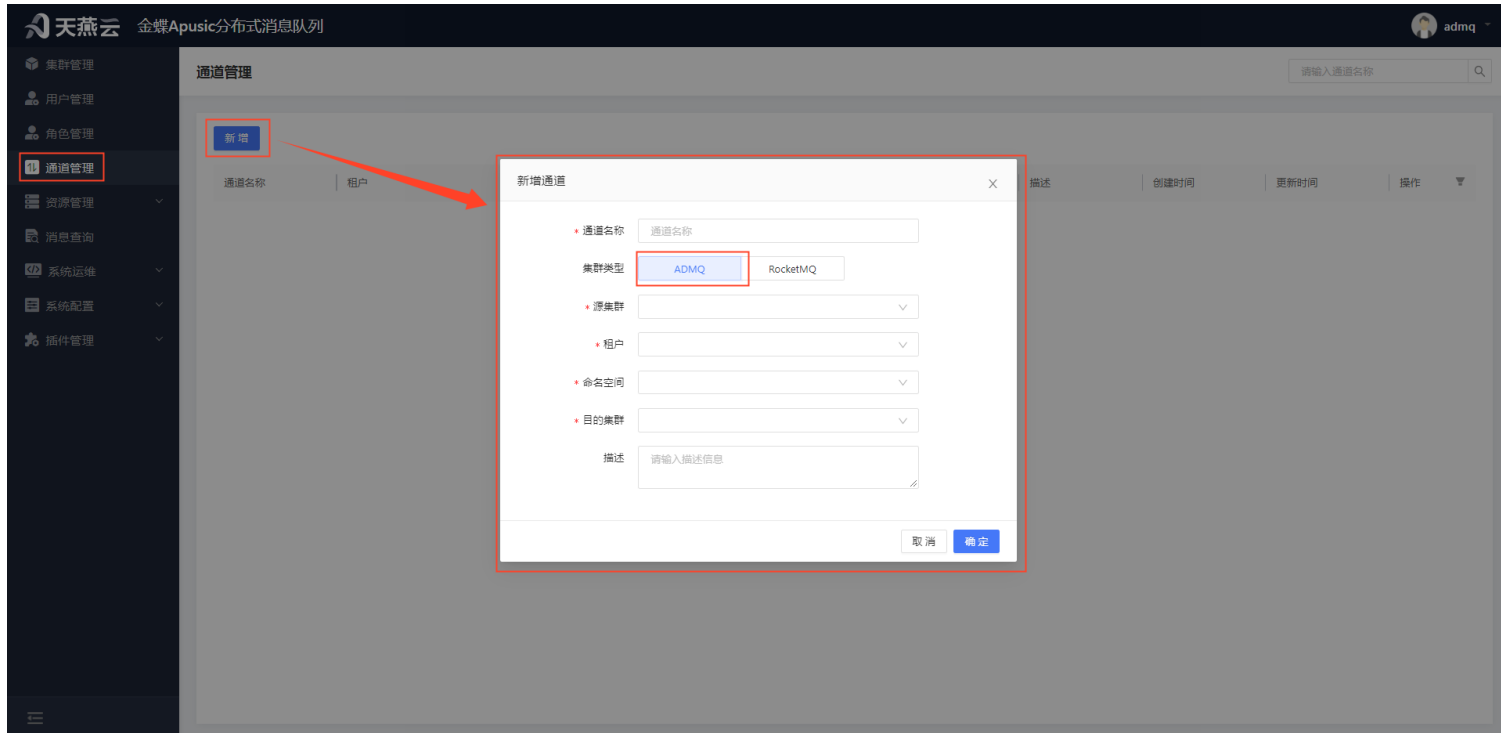 天燕云 金蝶Apusic分布式消息队列 admq
集群管理
用户管理
角色管理
通道管理
资源管理
消息查询
系统运维
系统配置
插件管理
通道管理 请输入通道名称
新增
通道名称 租户 描述 创建时间 更新时间 操作
新增通道
* 通道名称 通道名称
集群类型 ADMQ RocketMQ
* 源集群
* 租户
* 命名空间
* 目的集群
描述 请输入描述信息
取消 确定